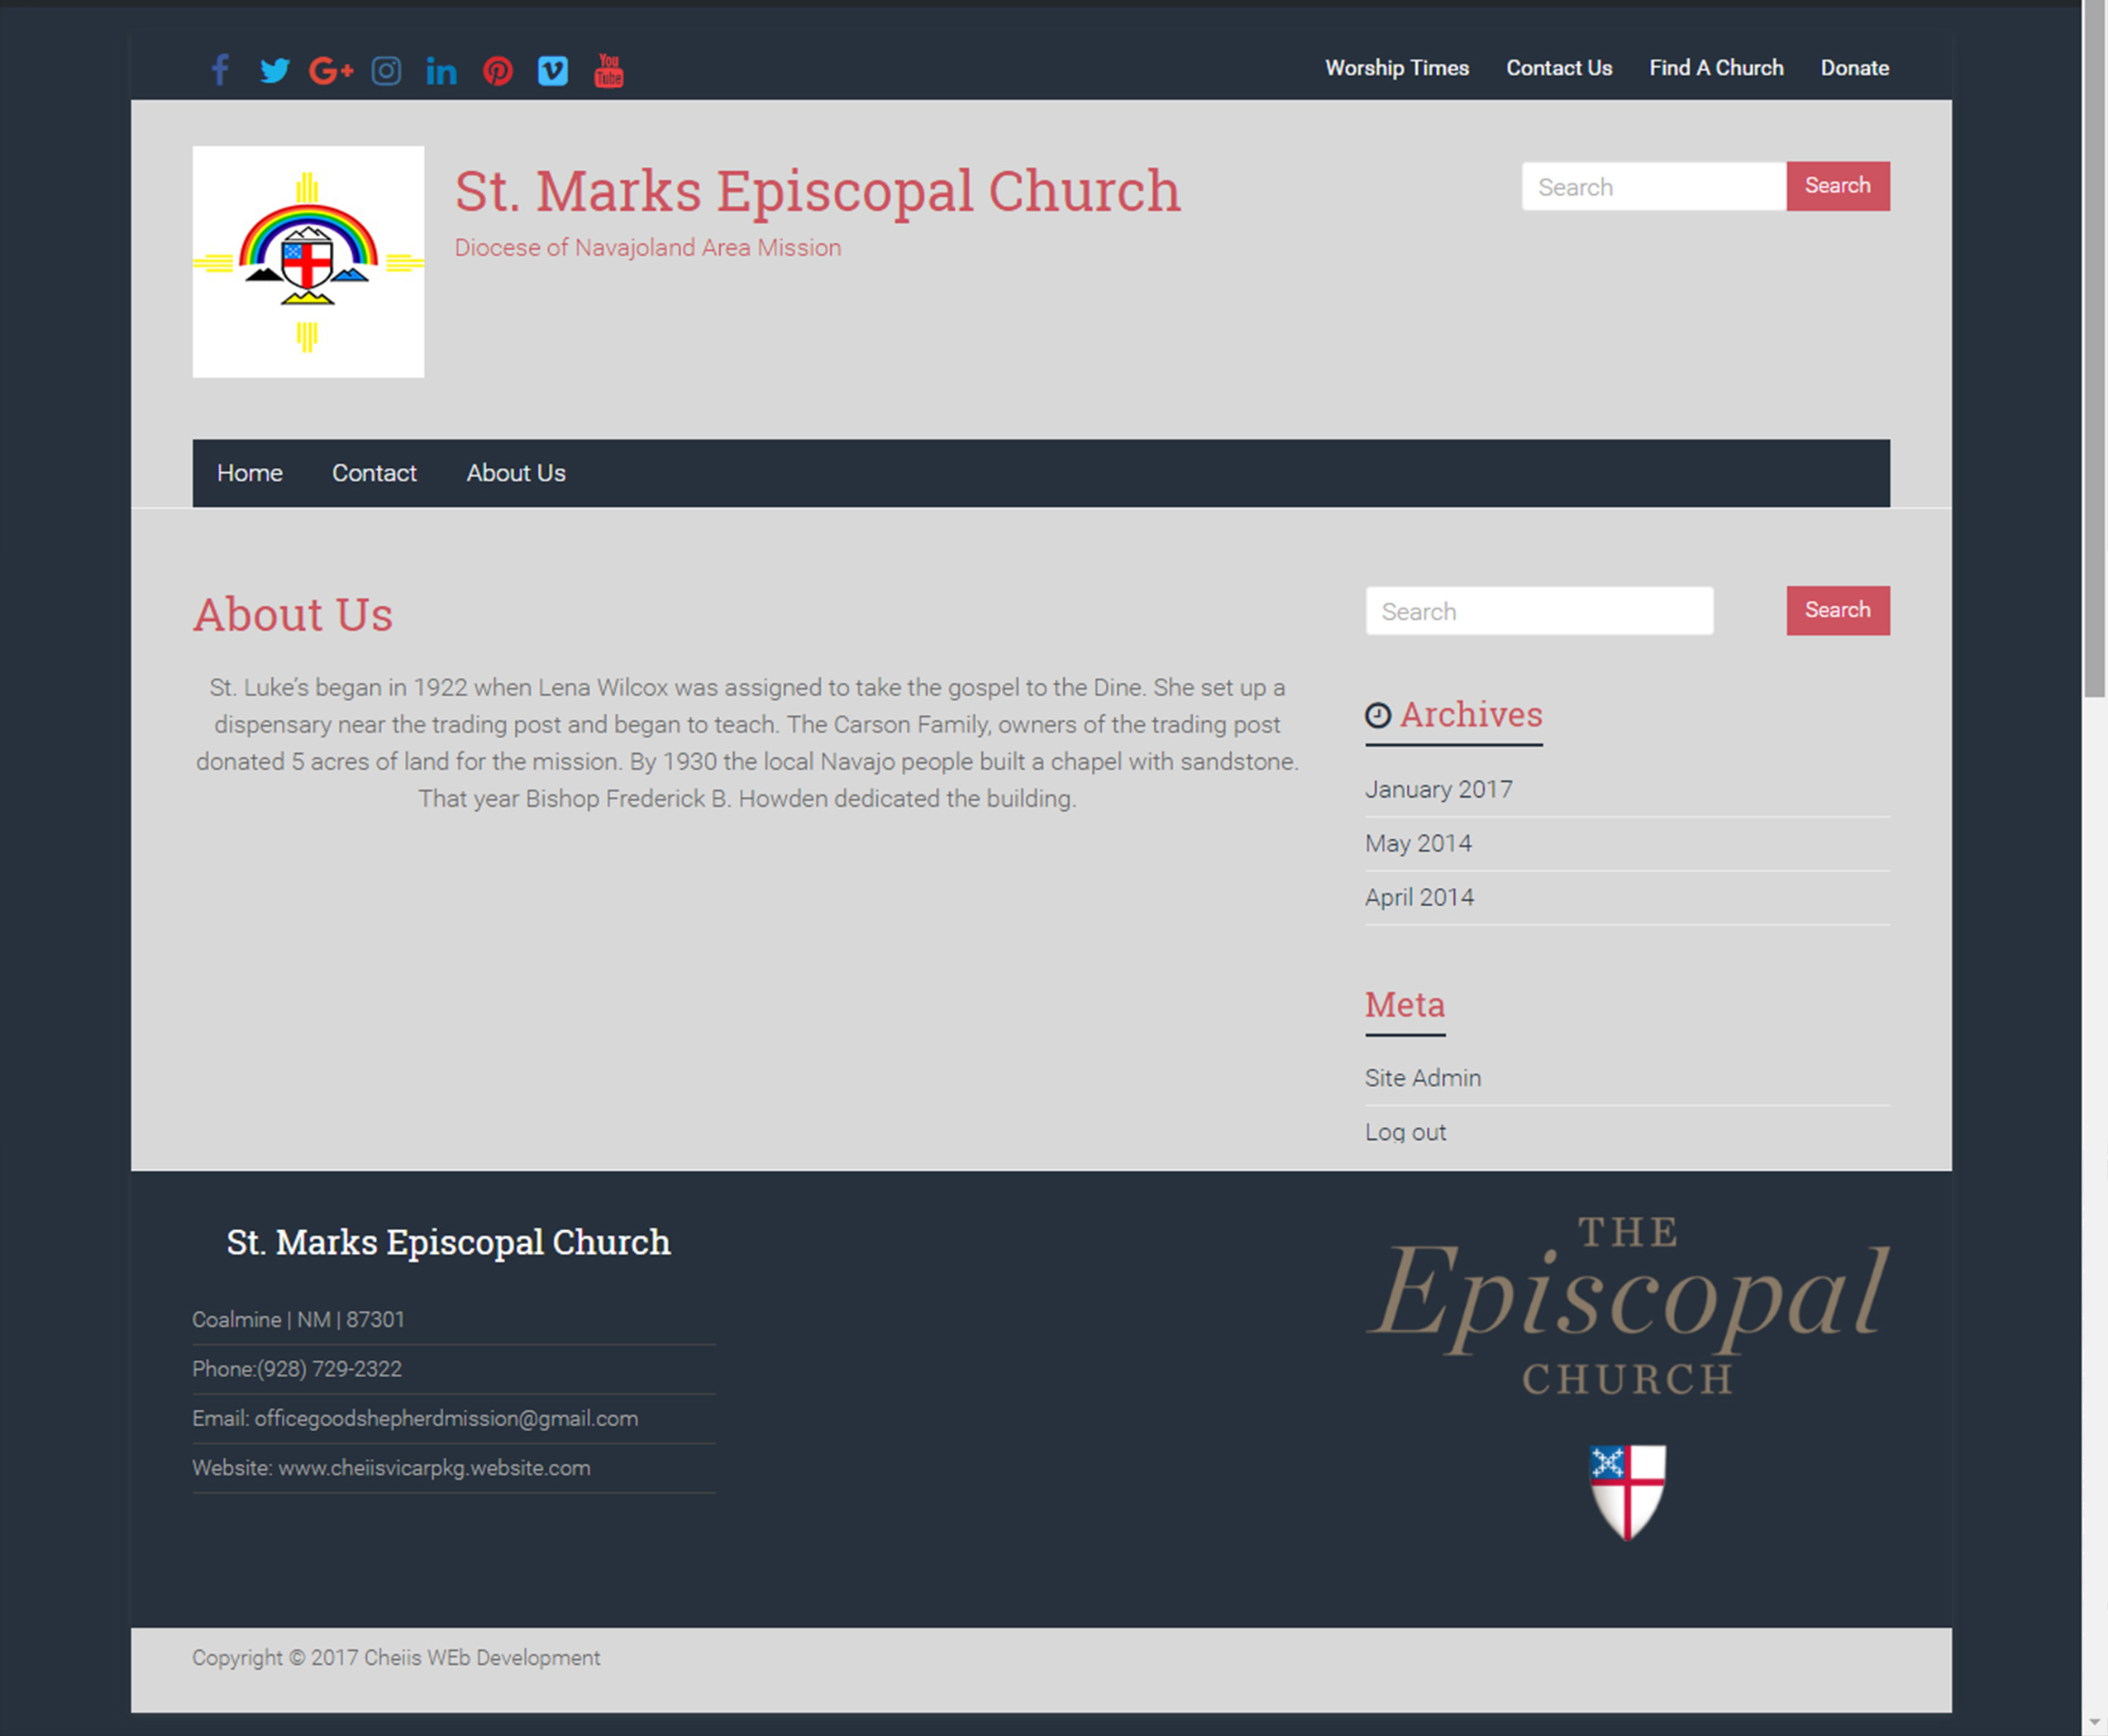 You
Tube
Worship Times Contact Us Find A Church Donate
St. Marks Episcopal Church
Diocese of Navajoland Area Mission
Search Search
Home Contact About Us
About Us
St. Luke’s began in 1922 when Lena Wilcox was assigned to take the gospel to the Dine. She set up a
dispensary near the trading post and began to teach. The Carson Family, owners of the trading post
donated 5 acres of land for the mission. By 1930 the local Navajo people built a chapel with sandstone.
That year Bishop Frederick B. Howden dedicated the building.
Search Search
Archives
January 2017
May 2014
April 2014
Meta
Site Admin
Log out
St. Marks Episcopal Church
Coalmine | NM | 87301
Phone:(928) 729-2322
Email: officegoodshepherdmission@gmail.com
Website: www.cheiisvicarpkg.website.com
THE
Episcopal
CHURCH
Copyright © 2017 Cheiis WEb Development